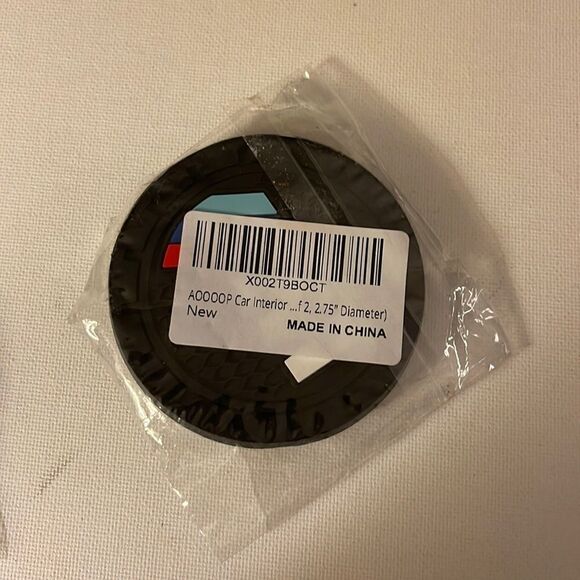 X002T9BOCT
AOOOOP Car Interior ...f 2, 2.75" Diameter)
New
MADE IN CHINA